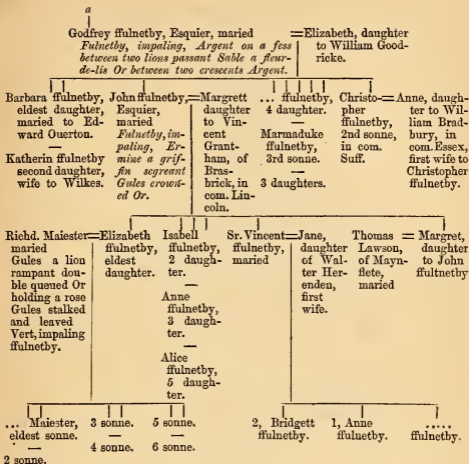 a
Godfrey ffulnetby, Esquier, maried
Fulnetby, impaling, Argent on a fess
between two lions passant Sable a fleur-
de-lis Or between two crescents Argent.
=Elizabeth, daughter
to William Good-
ricke.
Barbara ffulnetby,
eldest daughter,
maried to Ed-
ward Ouerton.
—
Katherin ffulnetby
second daughter,
wife to Wilkes.
John ffulnetby,
Esquier,
maried
Fulnetby, im-
paling, Er-
mine a grif-
fin segreant
Gules crown-
ed Or.
=Margrett
daughter
to Vin-
cent
Grant-
ham, of
Bras-
brick, in
com. Lin-
coln.
... ffulnetby,
4 daughter.
—
Marmaduke
ffulnetby,
3rd sonne.
—
3 daughters.
Christo-
pher
ffulnetby,
2nd sonne,
in com.
Suff.
=Anne, daugh-
ter to Wil-
liam Brad-
bury, in
com. Essex,
first wife to
Christopher
ffulnetby.
Richd. Maiester
maried
Gules a lion
rampant dou-
ble queued Or
holding a rose
Gules stalked
and leaved
Vert, impaling
ffulnetby.
=Elizabeth
ffulnetby,
eldest
daughter.
Isabell
ffulnetby,
2 daugh-
ter.
—
Anne
ffulnetby,
3 daugh-
ter.
—
Alice
ffulnetby,
5 daugh-
ter.
Sr. Vincent
ffulnetby,
maried
=Jane,
daughter
of Wal-
ter Her-
enden,
first
wife.
Thomas
Lawson,
of Mayn-
flete,
maried
= Margret,
daughter
to John
ffultnetby
... Maiester,
eldest sonne.
—
2 sonne.
3 sonne.
—
4 sonne.
5 sonne.
—
6 sonne.
2, Bridgett
ffulnetby.
1, Anne
ffulnetby.
.....
ffulnetby.